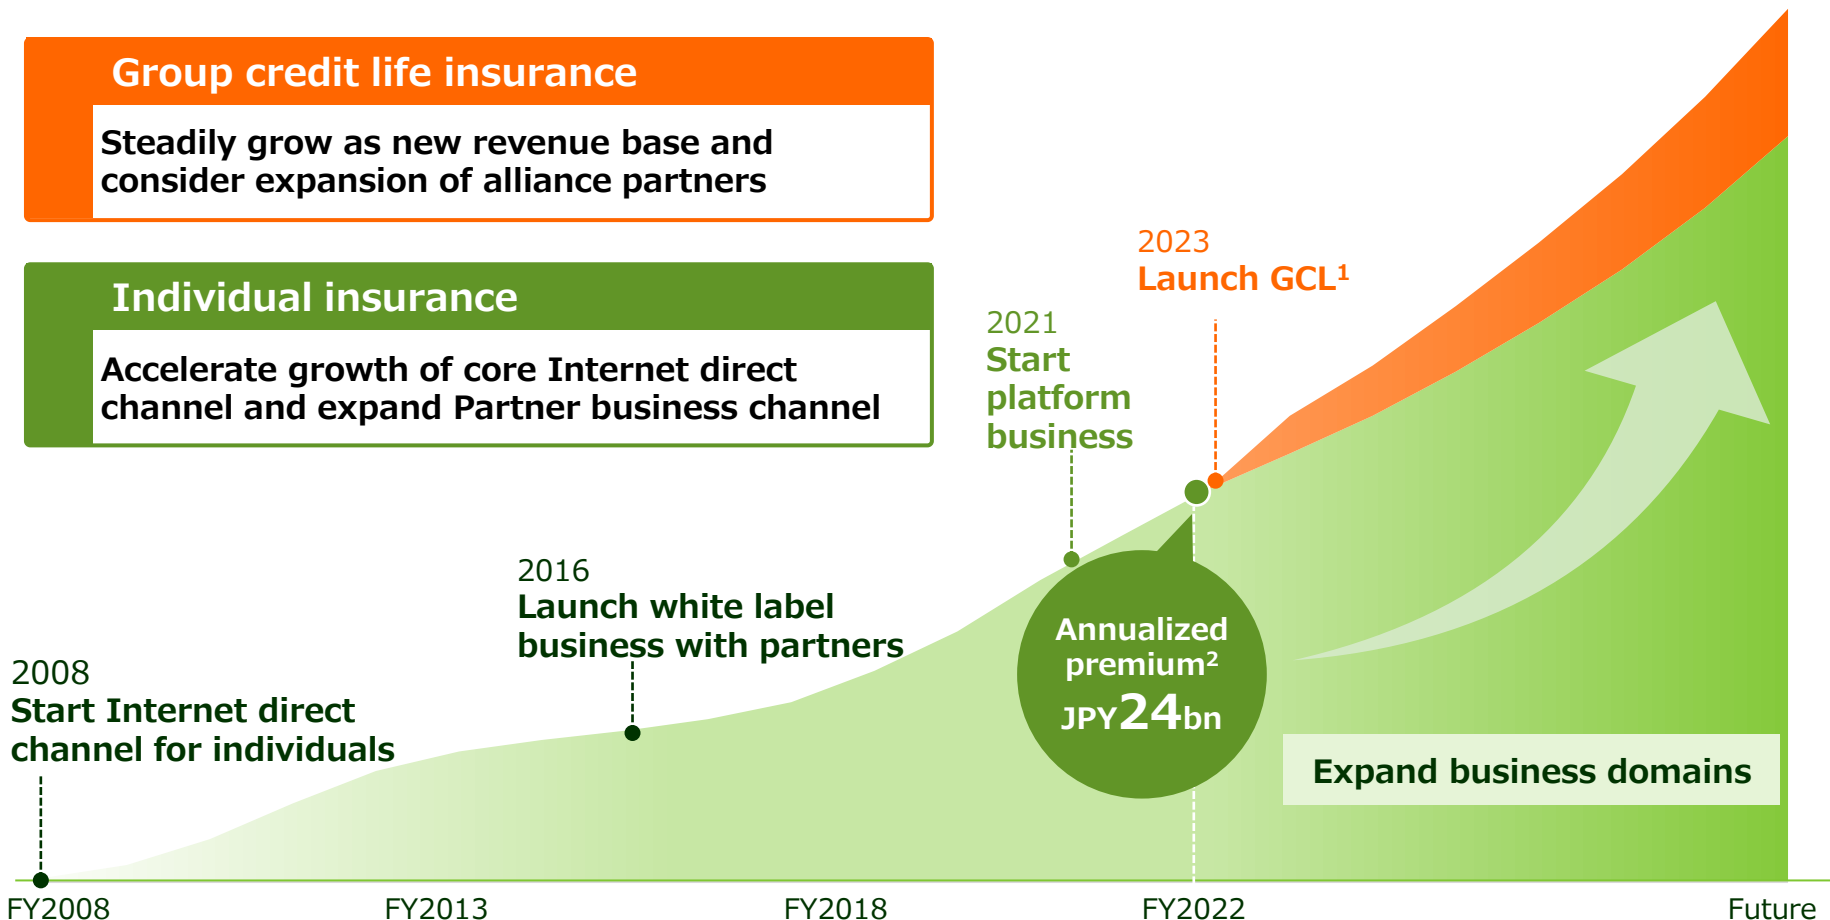 Group credit life insurance
Steadily grow as new revenue base and
consider expansion of alliance partners
Individual insurance
Accelerate growth of core Internet direct
channel and expand Partner business channel
2023
Launch GCL¹
2021
Start
platform
business
2016
Launch white label
business with partners
2008
Start Internet direct
channel for individuals
Annualized
premium²
JPY24bn
Expand business domains
FY2008
FY2013
FY2018
FY2022
Future